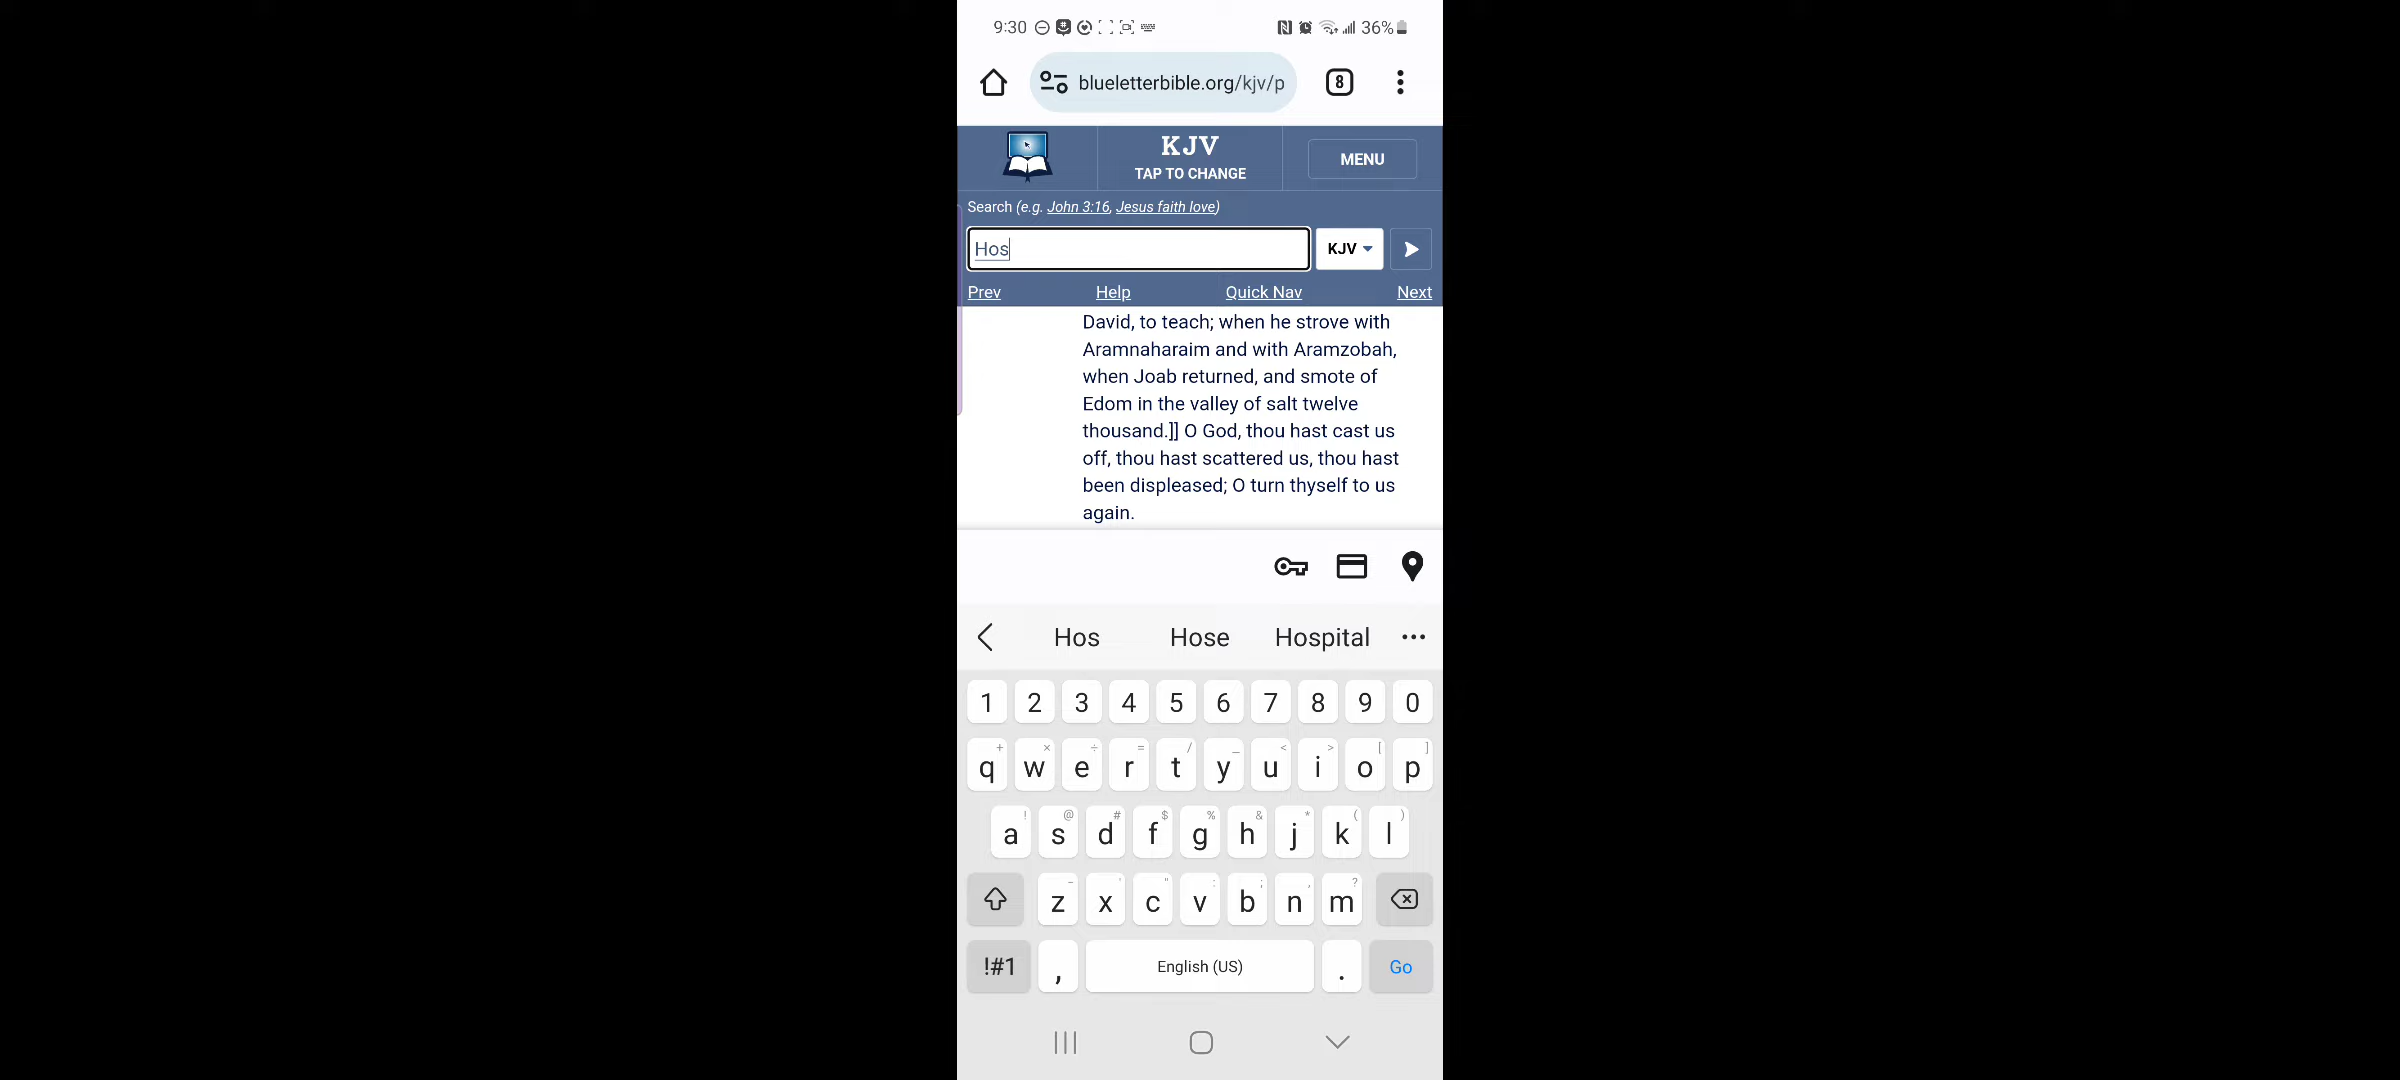 9:30 36%
blueletterbible.org/kjv/p 8
KJV
TAP TO CHANGE
MENU
Search (e.g. John 3:16, Jesus faith love)
Hos KJV
Prev Help Quick Nav Next
David, to teach; when he strove with
Aramnaharaim and with Aramzobah,
when Joab returned, and smote of
Edom in the valley of salt twelve
thousand.]] O God, thou hast cast us
off, thou hast scattered us, thou hast
been displeased; O turn thyself to us
again.
Hos Hose Hospital ...
1 2 3 4 5 6 7 8 9 0
+ × ÷ = / _ < > [ ]
q w e r t y u i o p
! @ # $ % & * ( )
a s d f g h j k l
- ' " : ; , ?
z x c v b n m
!#1 , English (US) . Go